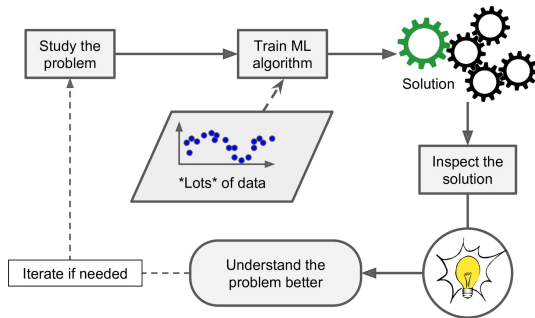 Study the
problem
Train ML
algorithm
Solution
*Lots* of data
Inspect the
solution
Understand the
problem better
Iterate if needed